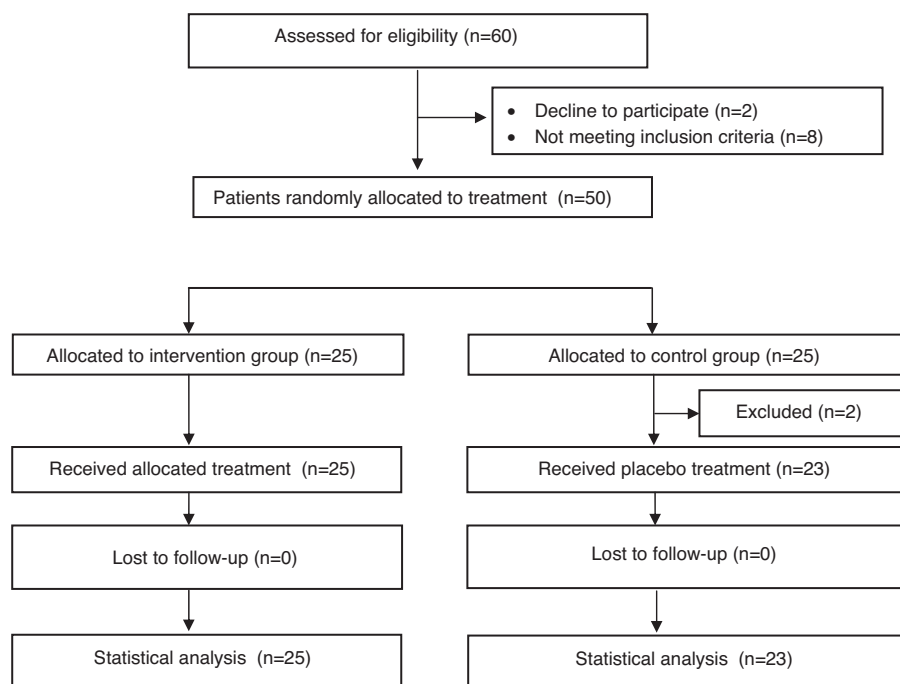 Assessed for eligibility (n=60)
• Decline to participate (n=2)
• Not meeting inclusion criteria (n=8)
Patients randomly allocated to treatment (n=50)
Allocated to intervention group (n=25)
Allocated to control group (n=25)
Excluded (n=2)
Received allocated treatment (n=25)
Received placebo treatment (n=23)
Lost to follow-up (n=0)
Lost to follow-up (n=0)
Statistical analysis (n=25)
Statistical analysis (n=23)